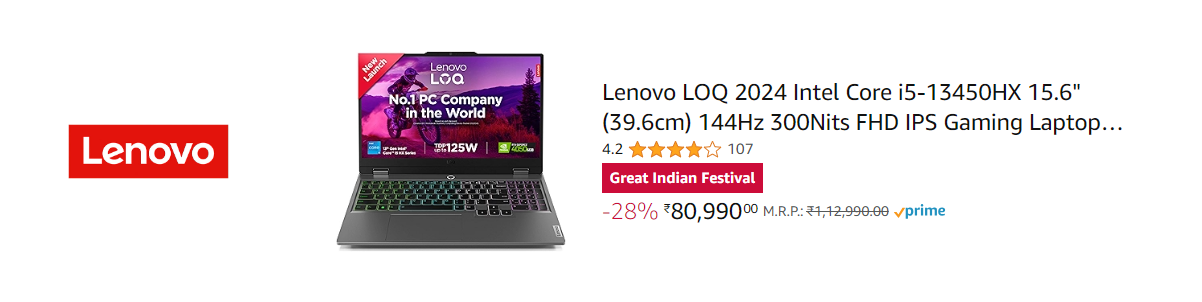 Lenovo
New Launch
Lenovo
LOQ
No.1 PC Company
in the World
TDP up to 125W
Lenovo LOQ 2024 Intel Core i5-13450HX 15.6"
(39.6cm) 144Hz 300Nits FHD IPS Gaming Laptop…
4.2 107
Great Indian Festival
-28% ₹80,99000 M.R.P.: ₹1,12,990.00 prime